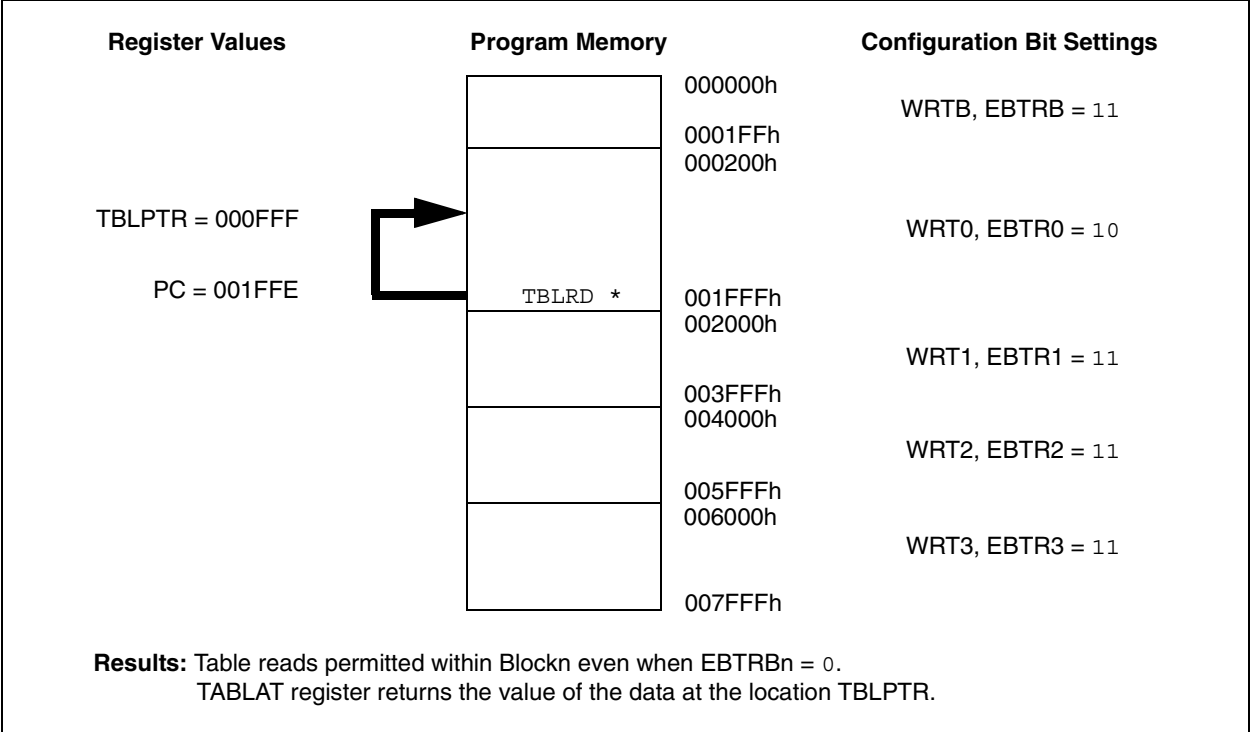 Register Values Program Memory Configuration Bit Settings
000000h
WRTB, EBTRB = 11
0001FFh
000200h
TBLPTR = 000FFF
WRT0, EBTR0 = 10
PC = 001FFE
TBLRD *
001FFFh
002000h
WRT1, EBTR1 = 11
003FFFh
004000h
WRT2, EBTR2 = 11
005FFFh
006000h
WRT3, EBTR3 = 11
007FFFh
Results: Table reads permitted within Blockn even when EBTRBn = 0.
TABLAT register returns the value of the data at the location TBLPTR.